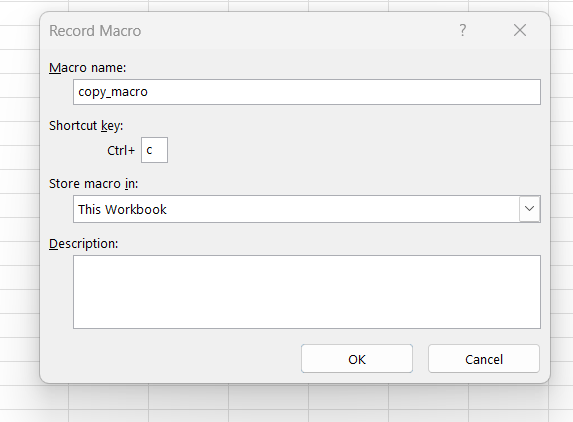 Record Macro ?
Macro name:
copy_macro
Shortcut key:
Ctrl+ c
Store macro in:
This Workbook
Description:
OK Cancel